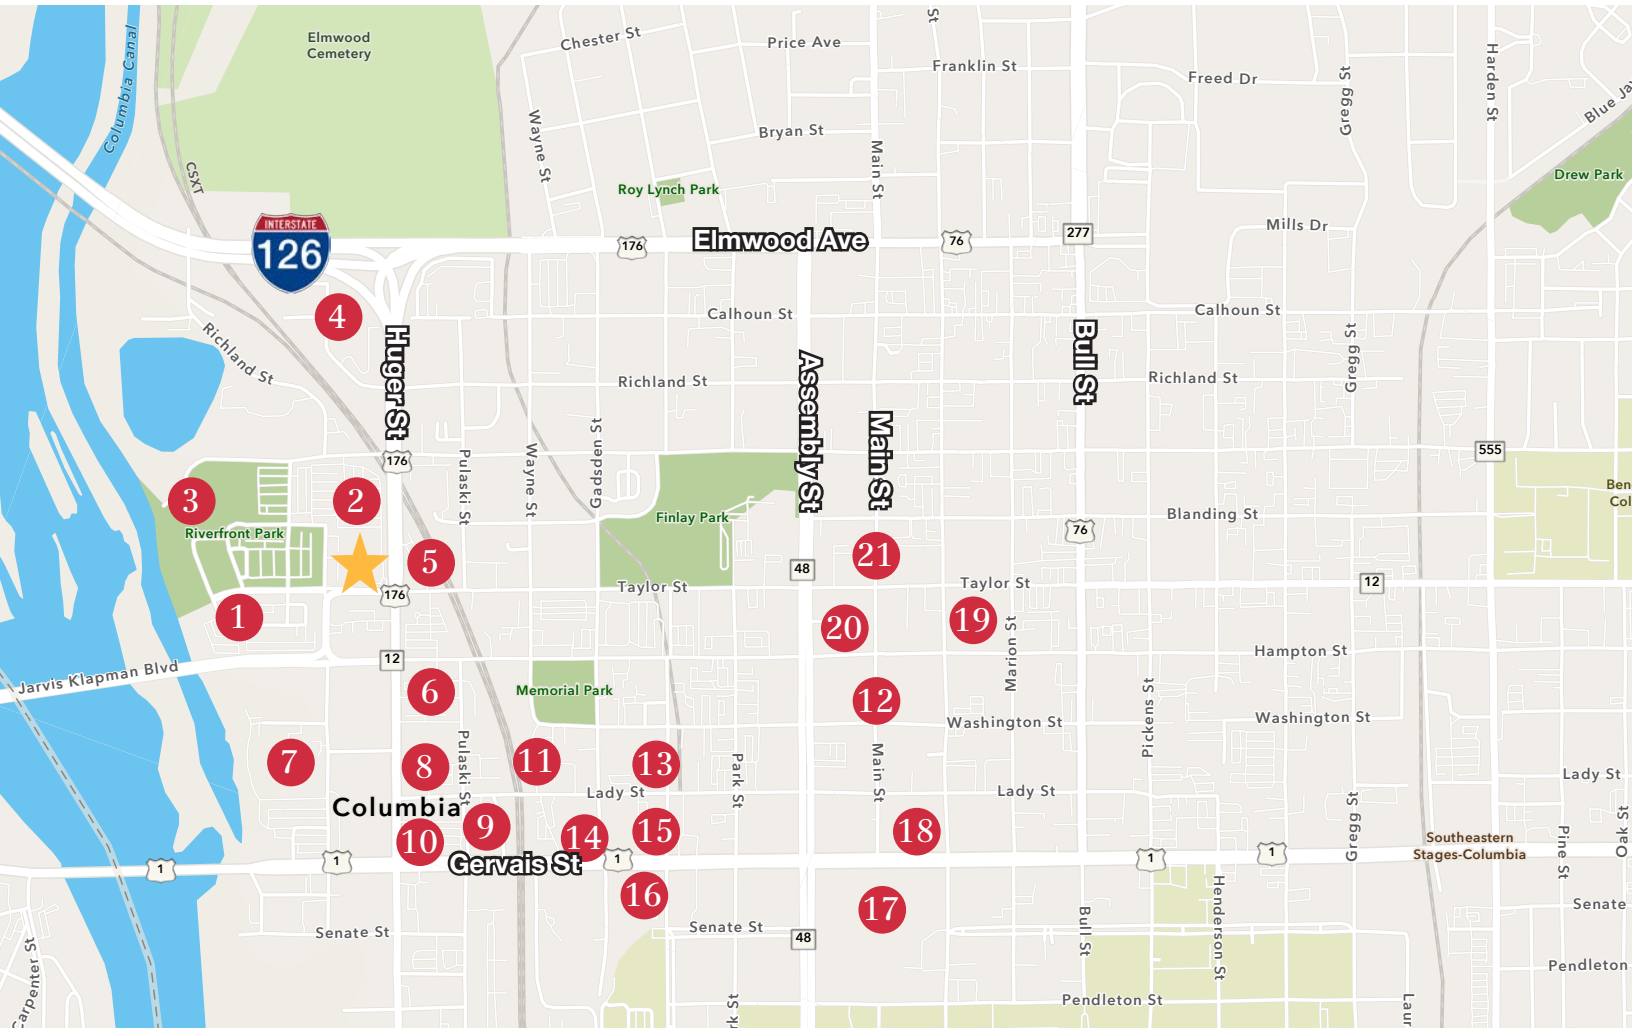 Columbia Canal
Elmwood
Cemetery
Chester St
Price Ave
St
Franklin St
Freed Dr
Gregg St
Harden St
Blue Ja
Wayne St
Bryan St
Main St
CSXT
Roy Lynch Park
Drew Park
INTERSTATE
126
176
Elmwood Ave
76
277
Mills Dr
4
Calhoun St
Calhoun St
Richland St
Huger St
Richland St
Assembly St
Bull St
Richland St
Gregg St
Main St
176
Pulaski St
Wayne St
Gadsden St
555
Ben
Col
3
2
Riverfront Park
Finlay Park
Blanding St
76
5
21
48
176
Taylor St
Taylor St
12
1
20
19
Marion St
Jarvis Klapman Blvd
12
Hampton St
6
Memorial Park
12
Washington St
Pickens St
Washington St
7
8
Pulaski St
11
13
Park St
Main St
Lady St
Lady St
Lady St
Columbia
10
9
14
15
18
Gregg St
Southeastern
Stages-Columbia
Pine St
Oak St
1
1
Gervais St
1
1
1
16
17
Senate St
Senate St
48
Bull St
Henderson St
Senate
Carpenter St
Pendleton
rk St
Pendleton St
Laur